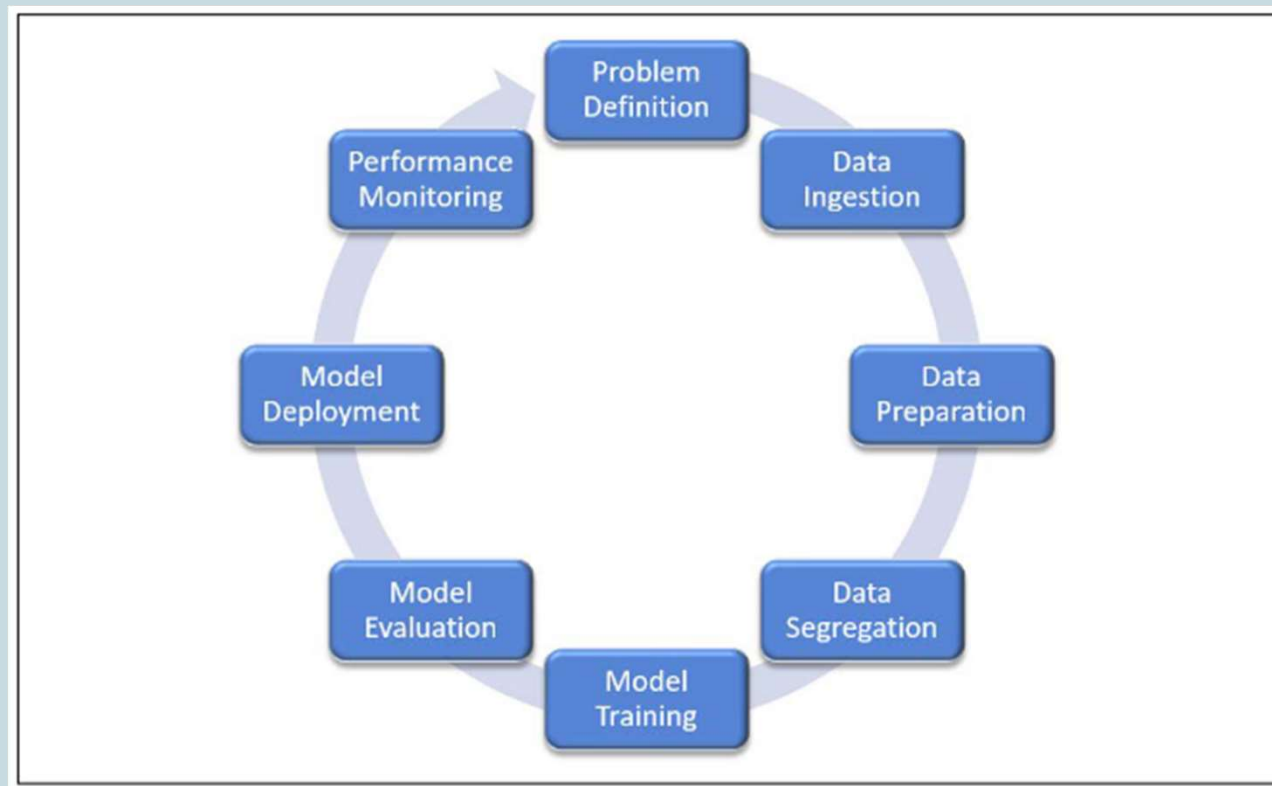 Problem
Definition
Data
Ingestion
Data
Preparation
Data
Segregation
Model
Training
Model
Evaluation
Model
Deployment
Performance
Monitoring